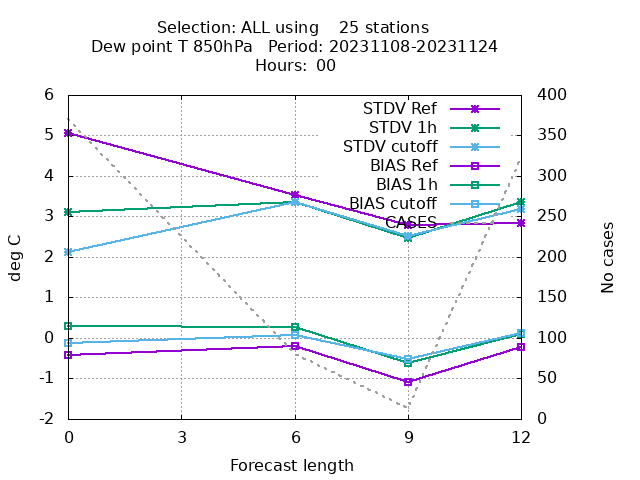 Selection: ALL using    25 stations
Dew point T 850hPa   Period: 20231108-20231124
Hours:  00
STDV Ref
STDV 1h
STDV cutoff
BIAS Ref
BIAS 1h
BIAS cutoff
CASES
6
5
4
3
2
1
0
-1
-2
deg C
400
350
300
250
200
150
100
50
0
No cases
0 3 6 9 12
Forecast length